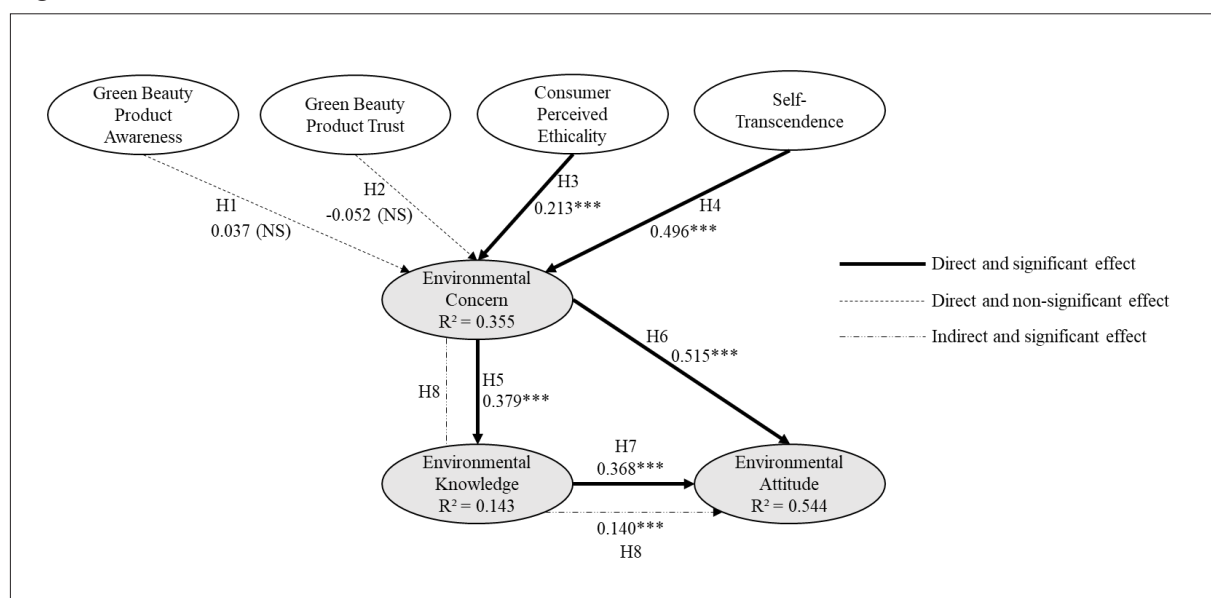 Green Beauty
Product
Awareness
Green Beauty
Product Trust
Consumer
Perceived
Ethicality
Self-
Transcendence
H1
0.037 (NS)
H2
-0.052 (NS)
H3
0.213***
H4
0.496***
Environmental
Concern
R² = 0.355
Direct and significant effect
Direct and non-significant effect
Indirect and significant effect
H6
0.515***
H8
H5
0.379***
Environmental
Knowledge
R² = 0.143
H7
0.368***
Environmental
Attitude
R² = 0.544
0.140***
H8